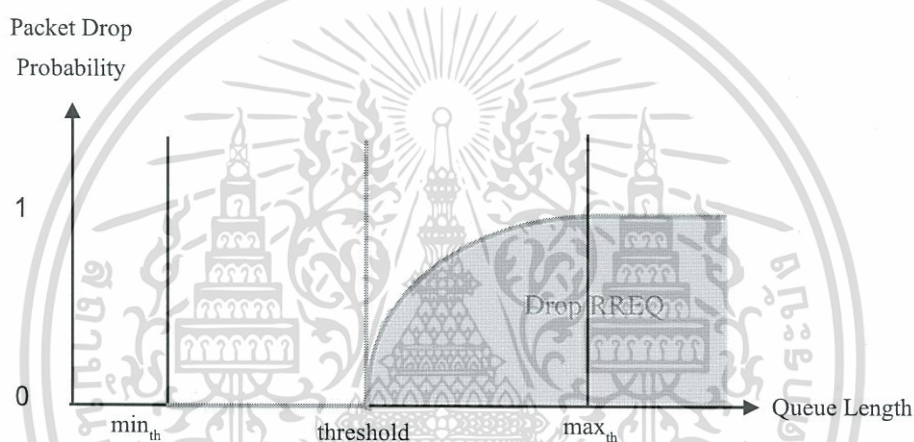 Packet Drop
Probability
1
0
min_th
threshold
max_th
Drop RREQ
Queue Length